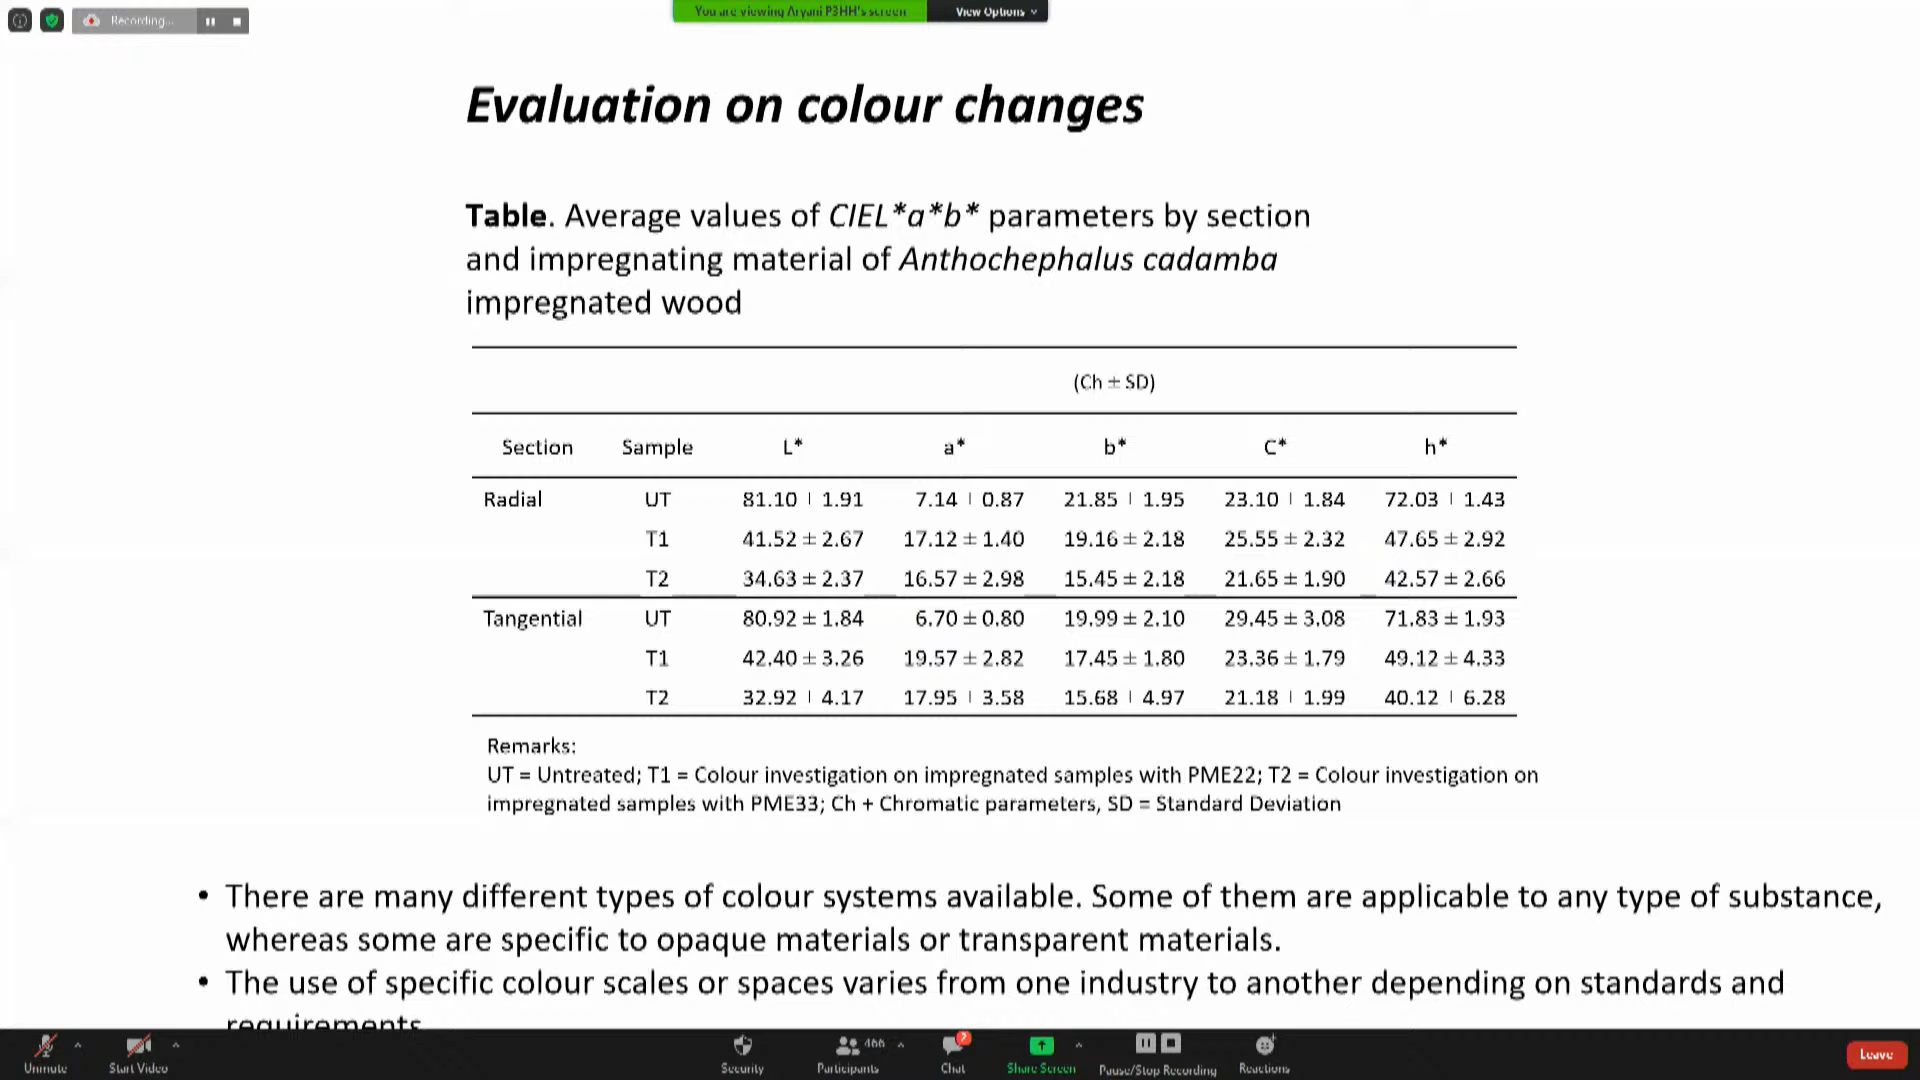 Recording...
You are viewing Aryani P3HH's screen
View Options
Evaluation on colour changes
Table. Average values of CIEL*a*b* parameters by section
and impregnating material of Anthochephalus cadamba
impregnated wood
(Ch ± SD)
Section Sample L* a* b* C* h*
Radial UT 81.10 ± 1.91 7.14 ± 0.87 21.85 ± 1.95 23.10 ± 1.84 72.03 ± 1.43
T1 41.52 ± 2.67 17.12 ± 1.40 19.16 ± 2.18 25.55 ± 2.32 47.65 ± 2.92
T2 34.63 ± 2.37 16.57 ± 2.98 15.45 ± 2.18 21.65 ± 1.90 42.57 ± 2.66
Tangential UT 80.92 ± 1.84 6.70 ± 0.80 19.99 ± 2.10 29.45 ± 3.08 71.83 ± 1.93
T1 42.40 ± 3.26 19.57 ± 2.82 17.45 ± 1.80 23.36 ± 1.79 49.12 ± 4.33
T2 32.92 ± 4.17 17.95 ± 3.58 15.68 ± 4.97 21.18 ± 1.99 40.12 ± 6.28
Remarks:
UT = Untreated; T1 = Colour investigation on impregnated samples with PME22; T2 = Colour investigation on
impregnated samples with PME33; Ch + Chromatic parameters, SD = Standard Deviation
• There are many different types of colour systems available. Some of them are applicable to any type of substance,
whereas some are specific to opaque materials or transparent materials.
• The use of specific colour scales or spaces varies from one industry to another depending on standards and
requirements
Unmute Start Video Security Participants 466 Chat 7 Share Screen Pause/Stop Recording Reactions Leave